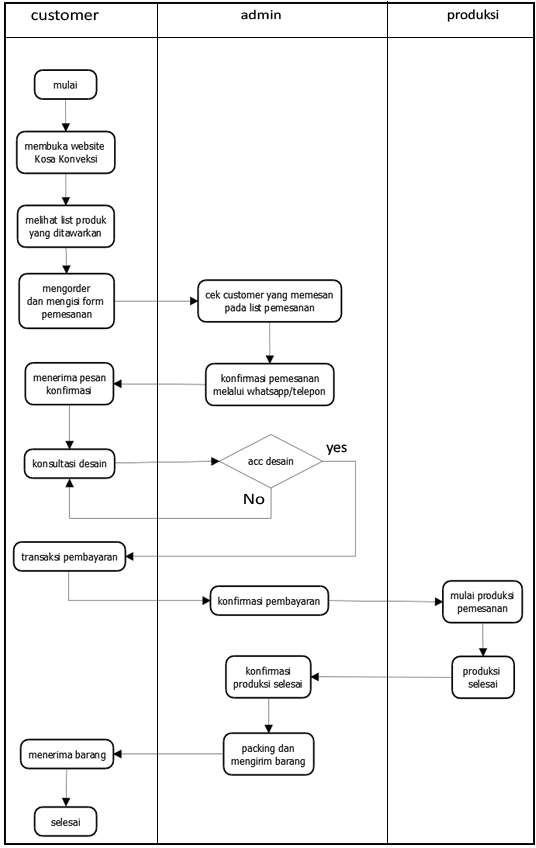 customer
admin
produksi
mulai
membuka website
Kosa Konveksi
melihat list produk
yang ditawarkan
mengorder
dan mengisi form
pemesanan
cek customer yang memesan
pada list pemesanan
konfirmasi pemesanan
melalui whatsapp/telepon
menerima pesan
konfirmasi
konsultasi desain
acc desain
yes
No
transaksi pembayaran
konfirmasi pembayaran
mulai produksi
pemesanan
produksi
selesai
konfirmasi
produksi selesai
packing dan
mengirim barang
menerima barang
selesai